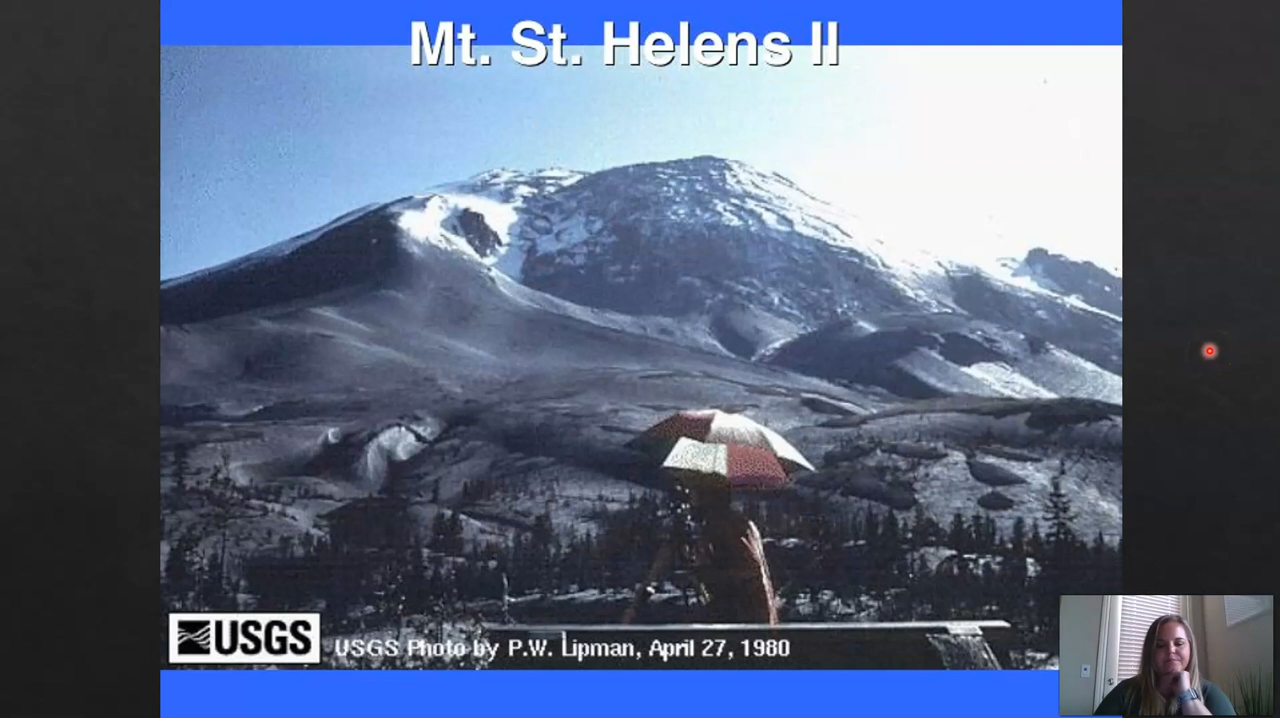 Mt. St. Helens II
USGS USGS Photo by P.W. Lipman, April 27, 1980